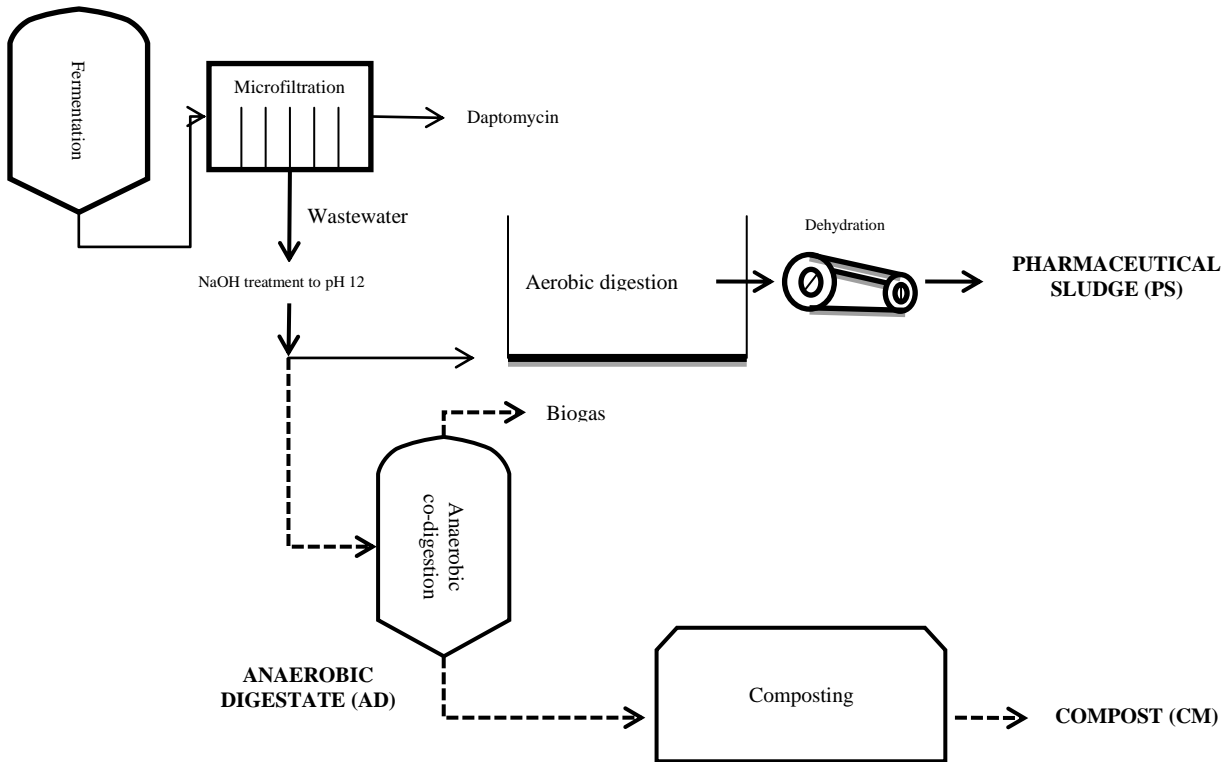 Fermentation
Microfiltration
Daptomycin
Wastewater
NaOH treatment to pH 12
Aerobic digestion
Dehydration
PHARMACEUTICAL
SLUDGE (PS)
Biogas
Anaerobic
co-digestion
ANAEROBIC
DIGESTATE (AD)
Composting
COMPOST (CM)